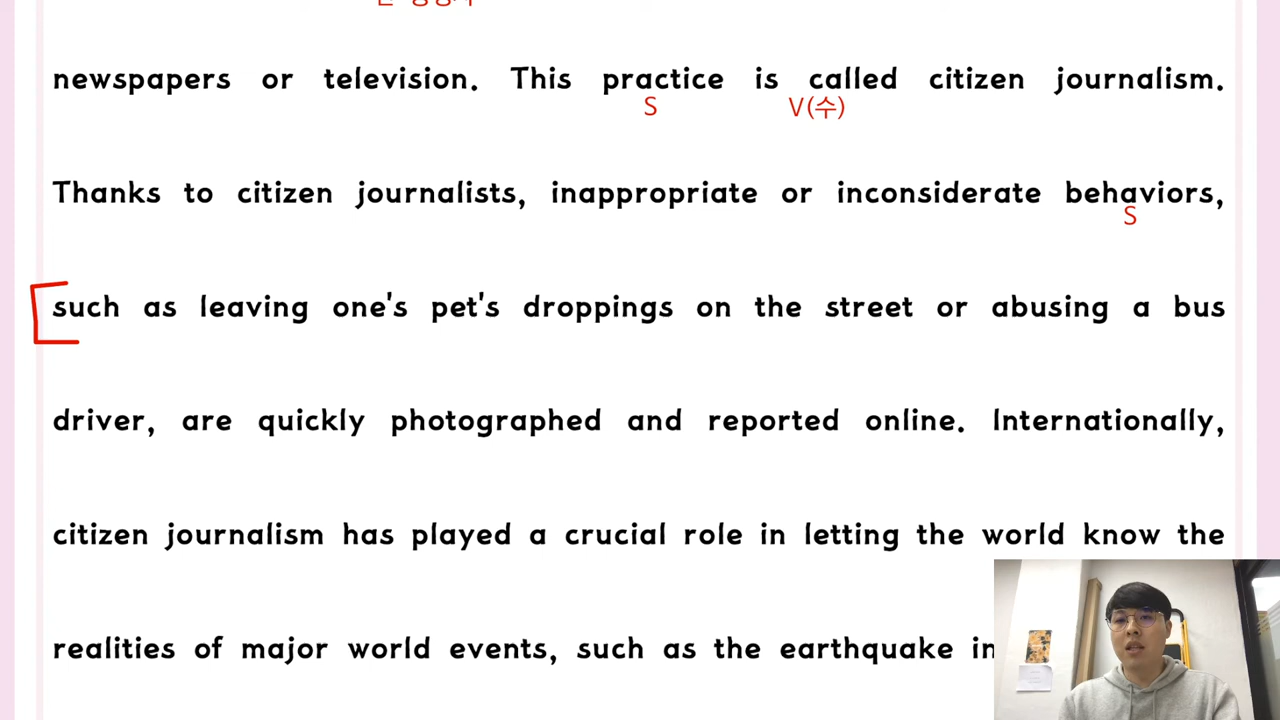 newspapers or television. This practice is called citizen journalism.
S V(수)
Thanks to citizen journalists, inappropriate or inconsiderate behaviors,
S
such as leaving one's pet's droppings on the street or abusing a bus
driver, are quickly photographed and reported online. Internationally,
citizen journalism has played a crucial role in letting the world know the
realities of major world events, such as the earthquake in